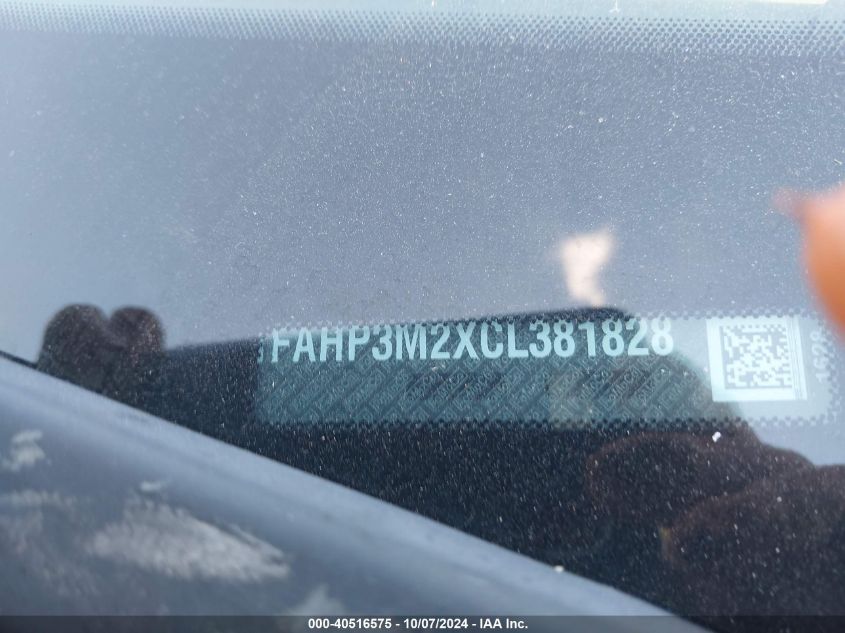 FAHP3M2XCL381828
000-40516575 - 10/07/2024 - IAA Inc.